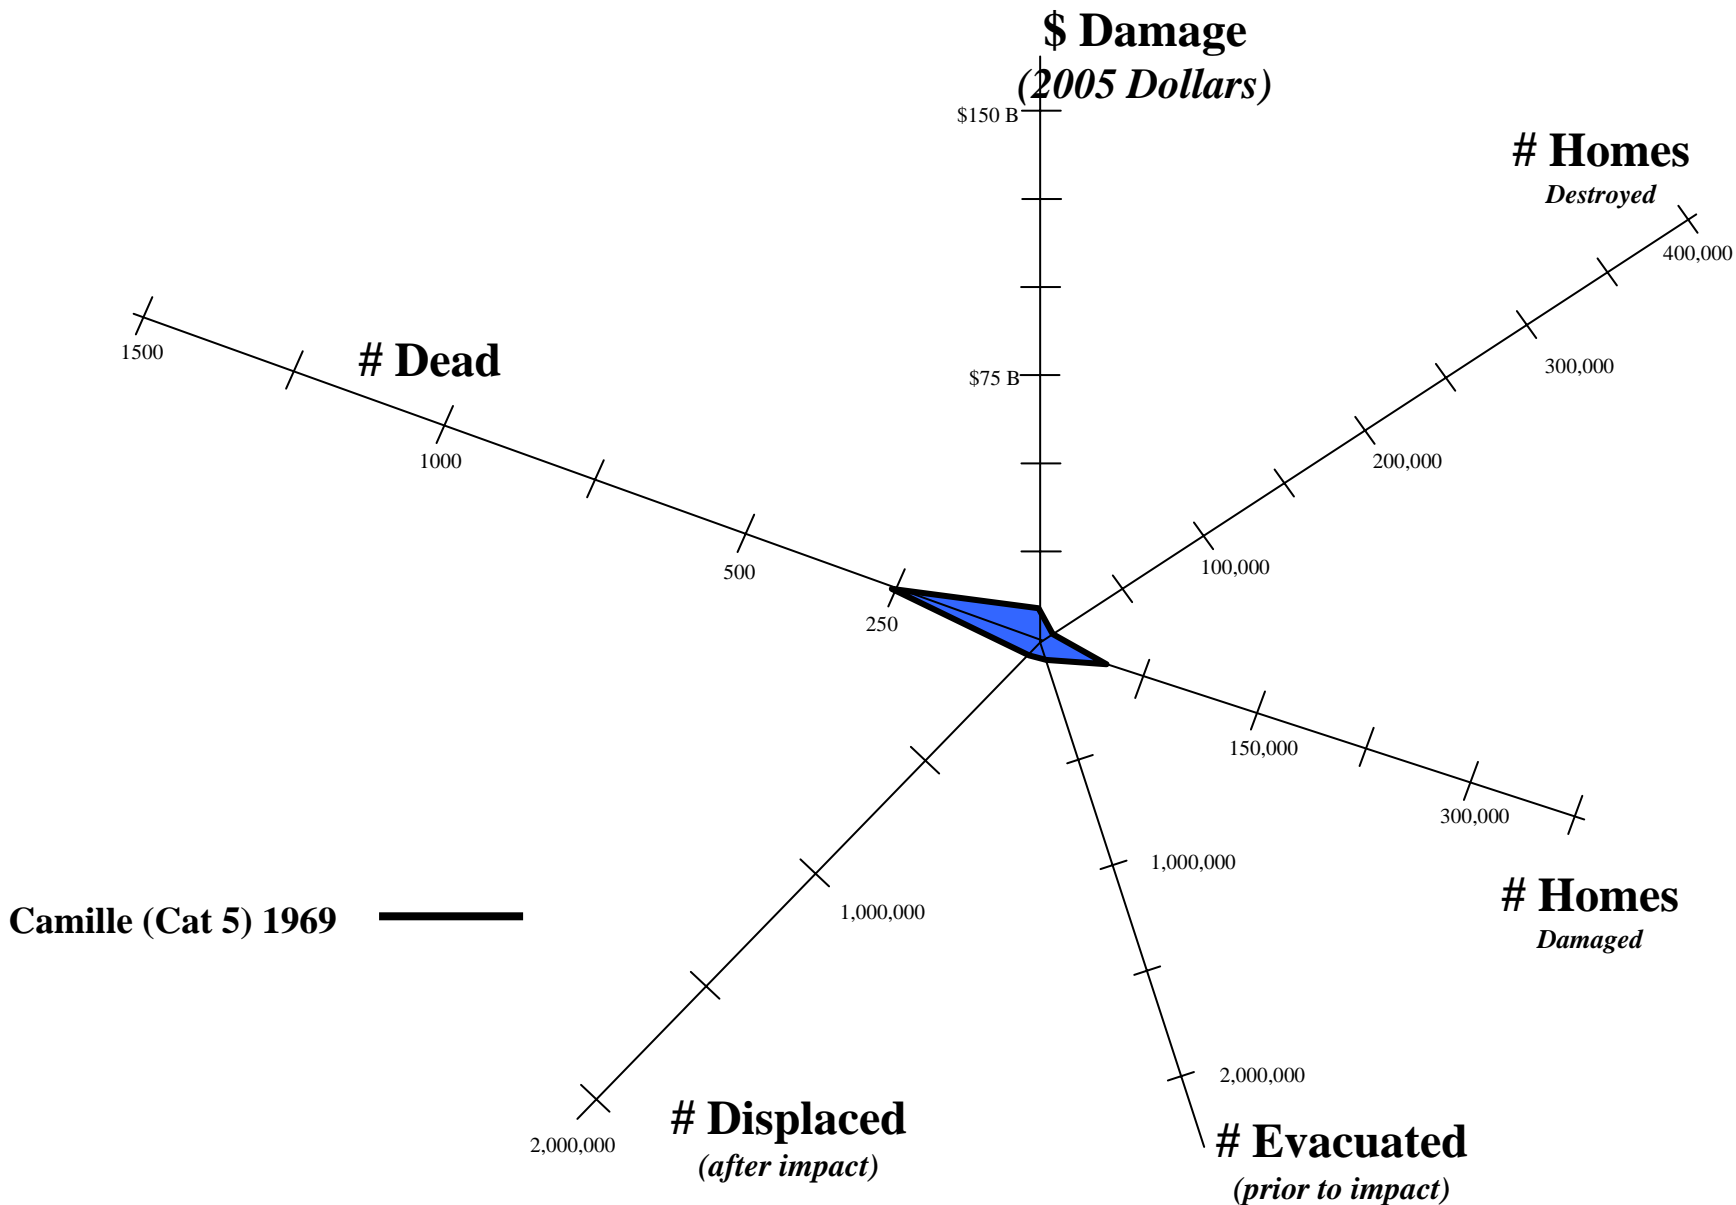 $ Damage
(2005 Dollars)
$150 B
# Homes
Destroyed
400,000
1500
# Dead
300,000
$75 B
1000
200,000
500
100,000
250
150,000
300,000
1,000,000
# Homes
Damaged
1,000,000
Camille (Cat 5) 1969
2,000,000
# Displaced
(after impact)
2,000,000
# Evacuated
(prior to impact)